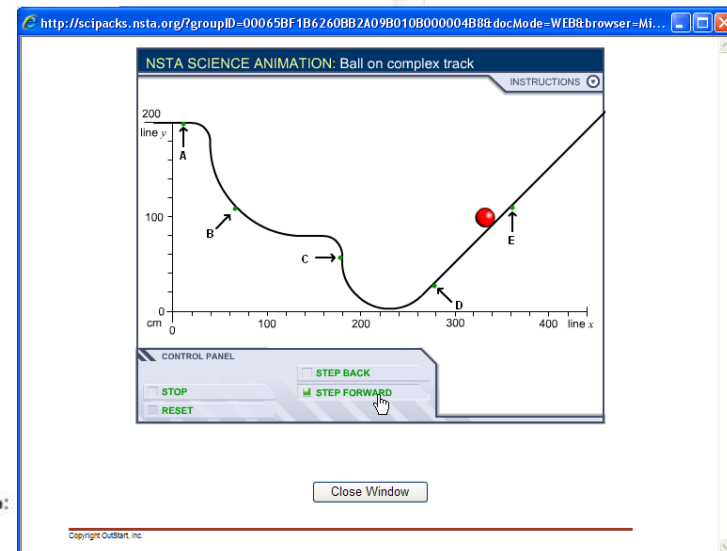 http://scipacks.nsta.org/?groupID=00065BF1B6260BB2A09B010B000004B8&docMode=WEB&browser=Mi...
NSTA SCIENCE ANIMATION: Ball on complex track
INSTRUCTIONS
200
line y
A
B
100
C
E
D
0
cm
0
100
200
300
400
line x
CONTROL PANEL
STEP BACK
STOP
STEP FORWARD
RESET
Close Window
Copyright OutStart, Inc.